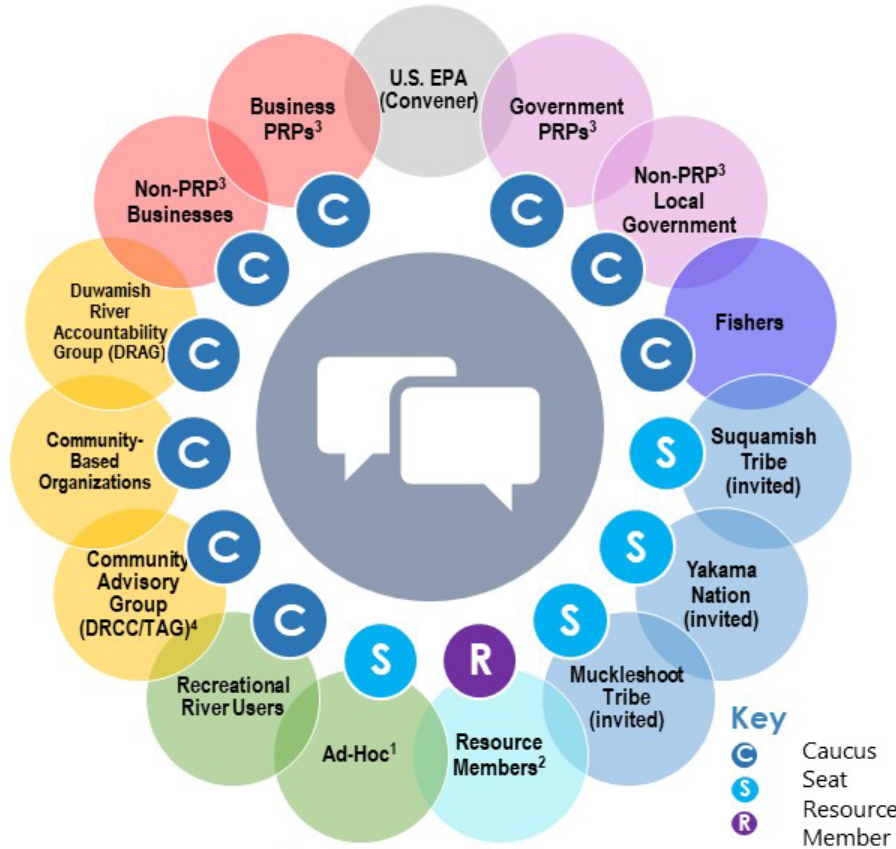 U.S. EPA
(Convener)
Government
PRPs³
Non-PRP³
Local
Government
Fishers
Suquamish
Tribe
(invited)
Yakama
Nation
(invited)
Muckleshoot
Tribe
(invited)
Resource
Members²
Ad-Hoc¹
Recreational
River Users
Community
Advisory
Group
(DRCC/TAG)⁴
Community-
Based
Organizations
Duwamish
River
Accountability
Group (DRAG)
Non-PRP³
Businesses
Business
PRPs³
C
C
C
S
S
S
R
S
C
C
C
C
C
C
Key
C Caucus
S Seat
R Resource
Member